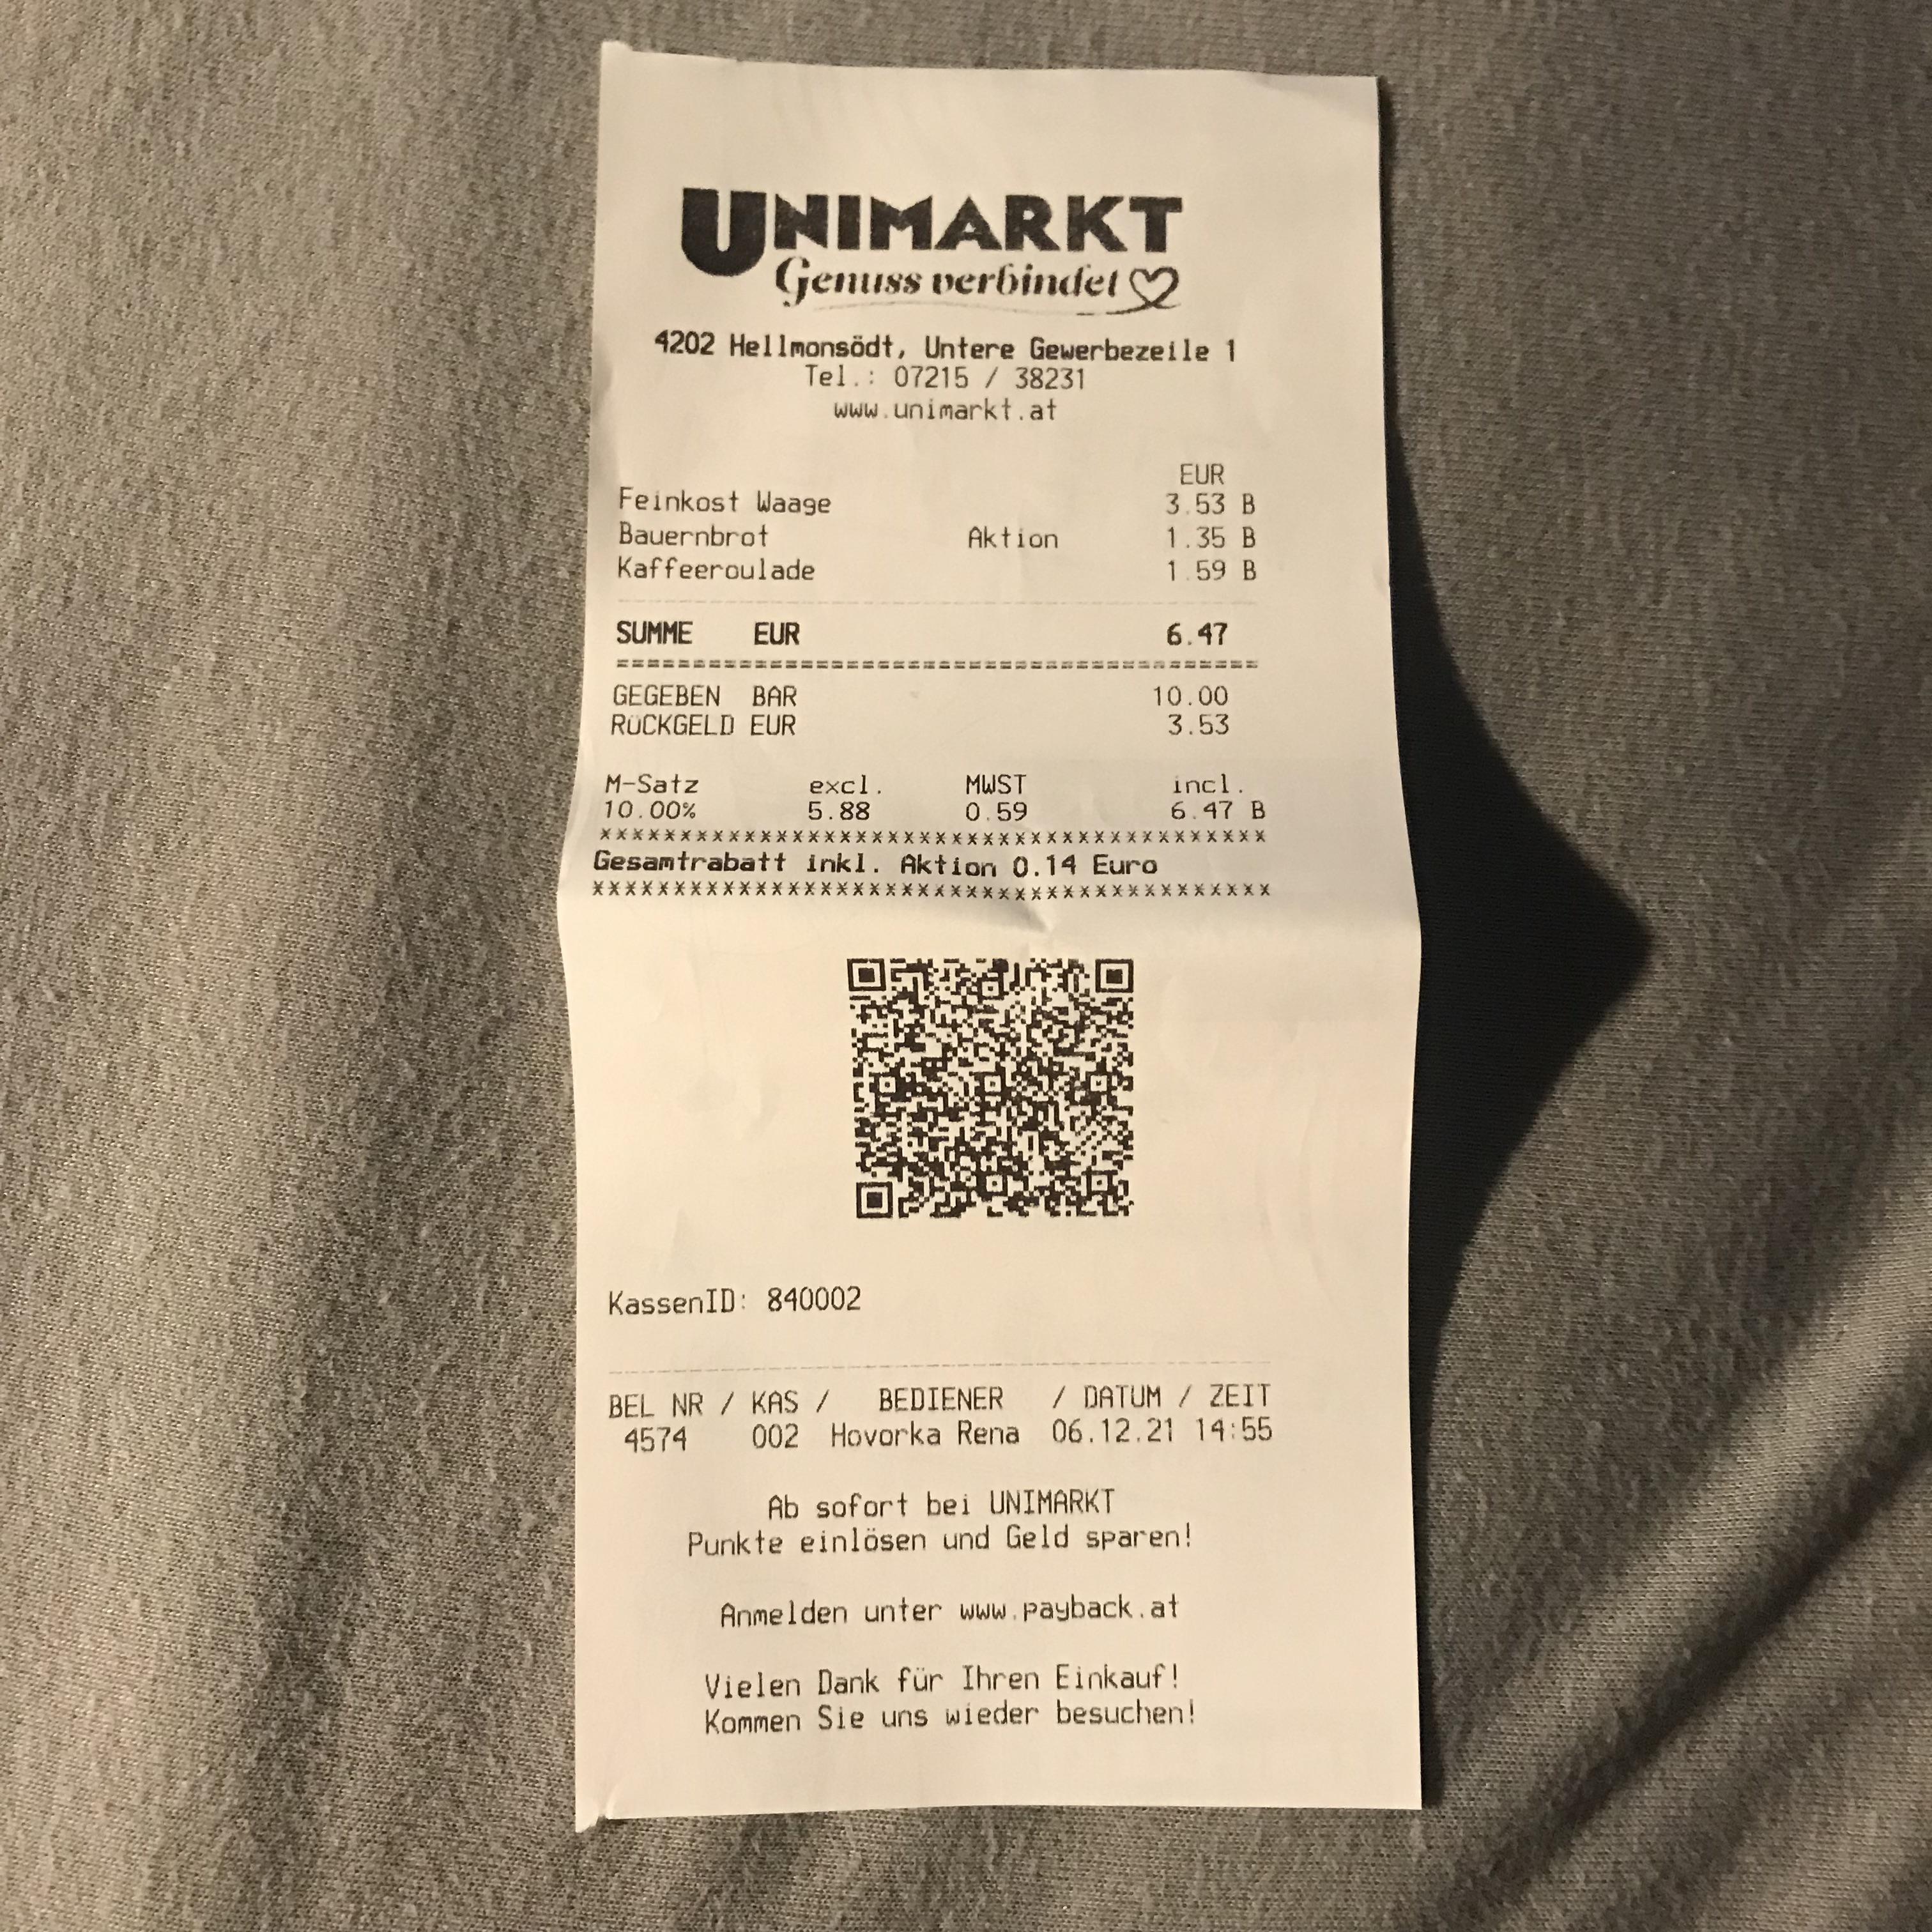 UNIMARKT
Genuss verbindet
4202 Hellmonsödt, Untere Gewerbezeile 1
Tel.: 07215 / 38231
www.unimarkt.at
EUR
Feinkost Waage 3.53 B
Bauernbrot Aktion 1.35 B
Kaffeeroulade 1.59 B
SUMME EUR 6.47
========================================
GEGEBEN BAR 10.00
RÜCKGELD EUR 3.53
M-Satz excl. MWST incl.
10.00% 5.88 0.59 6.47 B
******************************************
Gesamtrabatt inkl. Aktion 0.14 Euro
******************************************
KassenID: 840002
BEL NR / KAS / BEDIENER / DATUM / ZEIT
4574 002 Hovorka Rena 06.12.21 14:55
Ab sofort bei UNIMARKT
Punkte einlösen und Geld sparen!
Anmelden unter www.payback.at
Vielen Dank für Ihren Einkauf!
Kommen Sie uns wieder besuchen!